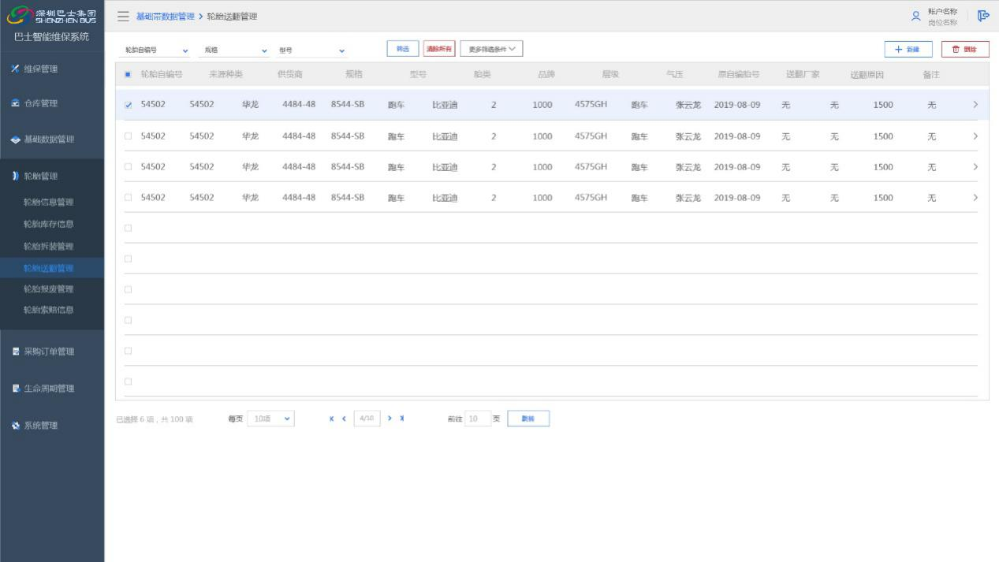 深圳巴士集团
SHENZHEN BUS
巴士智能维保系统
维保管理
仓库管理
基础数据管理
轮胎管理
轮胎信息管理
轮胎库存信息
轮胎拆装管理
轮胎送翻管理
轮胎报废管理
轮胎索赔信息
采购订单管理
生命周期管理
系统管理
基础带数据管理 > 轮胎送翻管理
账户名称
岗位名称
轮胎自编号 规格 型号 筛选 清除所有 更多筛选条件 新建 删除
轮胎自编号 来源种类 供货商 规格 型号 胎类 品牌 层级 气压 原自编胎号 送翻厂家 送翻原因 备注
54502 54502 华龙 4484-48 8544-SB 跑车 比亚迪 2 1000 4575GH 跑车 张云龙 2019-08-09 无 无 1500 无
54502 54502 华龙 4484-48 8544-SB 跑车 比亚迪 2 1000 4575GH 跑车 张云龙 2019-08-09 无 无 1500 无
54502 54502 华龙 4484-48 8544-SB 跑车 比亚迪 2 1000 4575GH 跑车 张云龙 2019-08-09 无 无 1500 无
54502 54502 华龙 4484-48 8544-SB 跑车 比亚迪 2 1000 4575GH 跑车 张云龙 2019-08-09 无 无 1500 无
已选择 6 项，共 100 项 每页 10项 4/10 前往 10 页 跳转